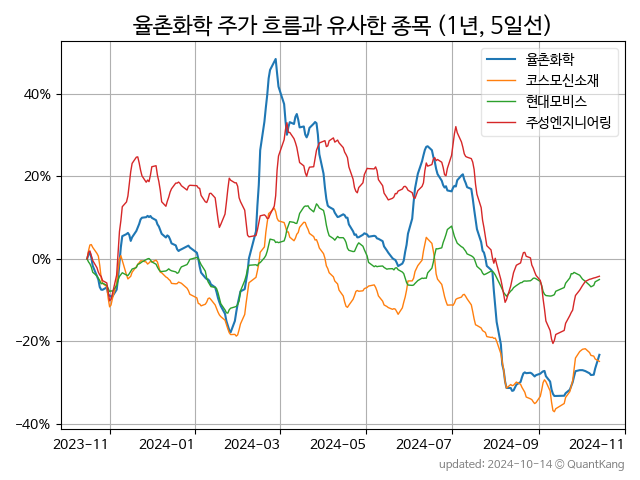 율촌화학 주가 흐름과 유사한 종목 (1년, 5일선)
율촌화학
코스모신소재
현대모비스
주성엔지니어링
40%
20%
0%
−20%
−40%
2023-11 2024-01 2024-03 2024-05 2024-07 2024-09 2024-11
updated: 2024-10-14 © QuantKang